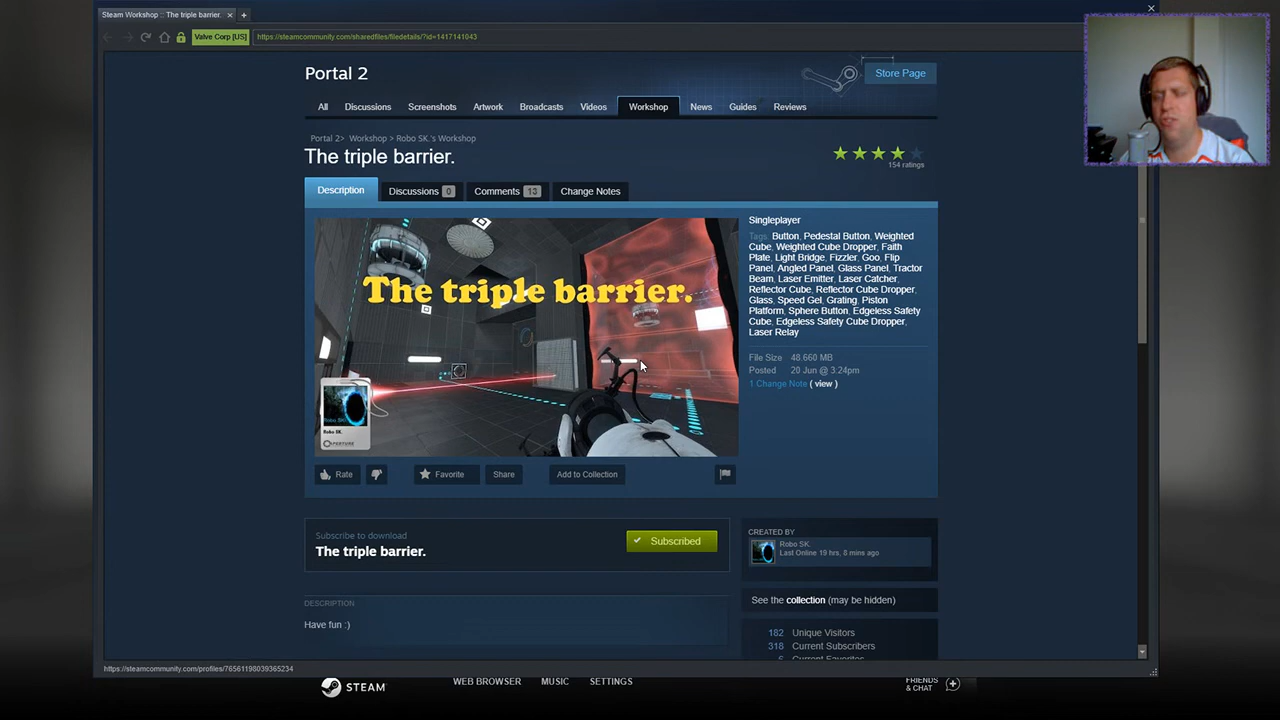 Steam Workshop :: The triple barrier. × +
Valve Corp [US] https://steamcommunity.com/sharedfiles/filedetails/?id=1417141043
Portal 2
Store Page
All Discussions Screenshots Artwork Broadcasts Videos Workshop News Guides Reviews
Portal 2> Workshop > Robo SK.'s Workshop
The triple barrier.
154 ratings
Description Discussions 0 Comments 13 Change Notes
The triple barrier.
Robo SK.
Robo SK.
APERTURE
Singleplayer
Tags: Button, Pedestal Button, Weighted
Cube, Weighted Cube Dropper, Faith
Plate, Light Bridge, Fizzler, Goo, Flip
Panel, Angled Panel, Glass Panel, Tractor
Beam, Laser Emitter, Laser Catcher,
Reflector Cube, Reflector Cube Dropper,
Glass, Speed Gel, Grating, Piston
Platform, Sphere Button, Edgeless Safety
Cube, Edgeless Safety Cube Dropper,
Laser Relay
File Size 48.660 MB
Posted 20 Jun @ 3:24pm
1 Change Note ( view )
Rate Favorite Share Add to Collection
Subscribe to download
The triple barrier.
Subscribed
CREATED BY
Robo SK
Last Online 19 hrs, 8 mins ago
See the collection (may be hidden)
DESCRIPTION
Have fun :)
182 Unique Visitors
318 Current Subscribers
6 Current Favorites
https://steamcommunity.com/profiles/76561198039365234
STEAM
WEB BROWSER MUSIC SETTINGS
FRIENDS
& CHAT